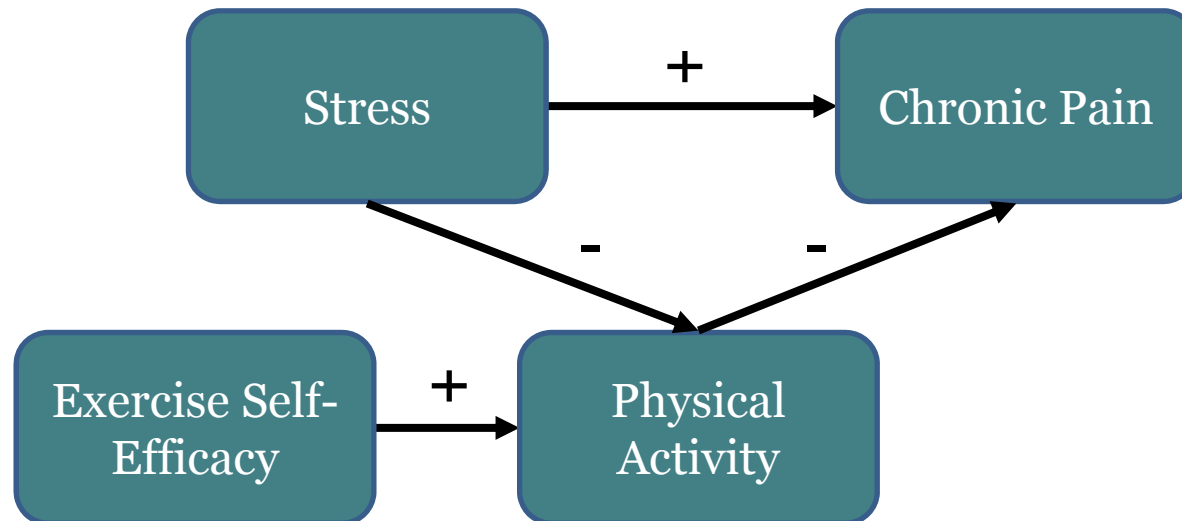 +
Stress
Chronic Pain
-
-
Exercise Self-
Efficacy
+
Physical
Activity